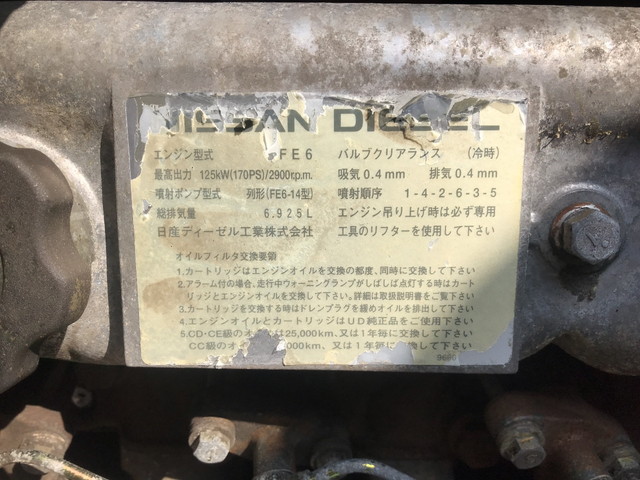 NISSAN DIESEL
エンジン型式 FE6
最高出力 125kW(170PS)/2900r.p.m.
噴射ポンプ型式 列形(FE6-14型)
総排気量 6.925L
日産ディーゼル工業株式会社
バルブクリアランス (冷時)
吸気0.4mm 排気0.4mm
噴射順序 1-4-2-6-3-5
エンジン吊り上げ時は必ず専用
工具のリフターを使用して下さい
オイルフィルタ交換要領
1.カートリッジはエンジンオイルを交換の都度、同時に交換して下さい
2.アラーム付の場合、走行中ウォーニングランプがしばしば点灯する時はカート
リッジとエンジンオイルを交換して下さい。詳細は取扱説明書をご覧下さい
3.カートリッジを交換する時はドレンプラグを緩めオイルを排出して下さい
4.エンジンオイルとカートリッジはUD純正品をご使用下さい
5.CD・CE級のオイルは25,000km、又は1年毎に交換して下さい
CC級のオイ ,000km、又は1年毎に交換して下さい